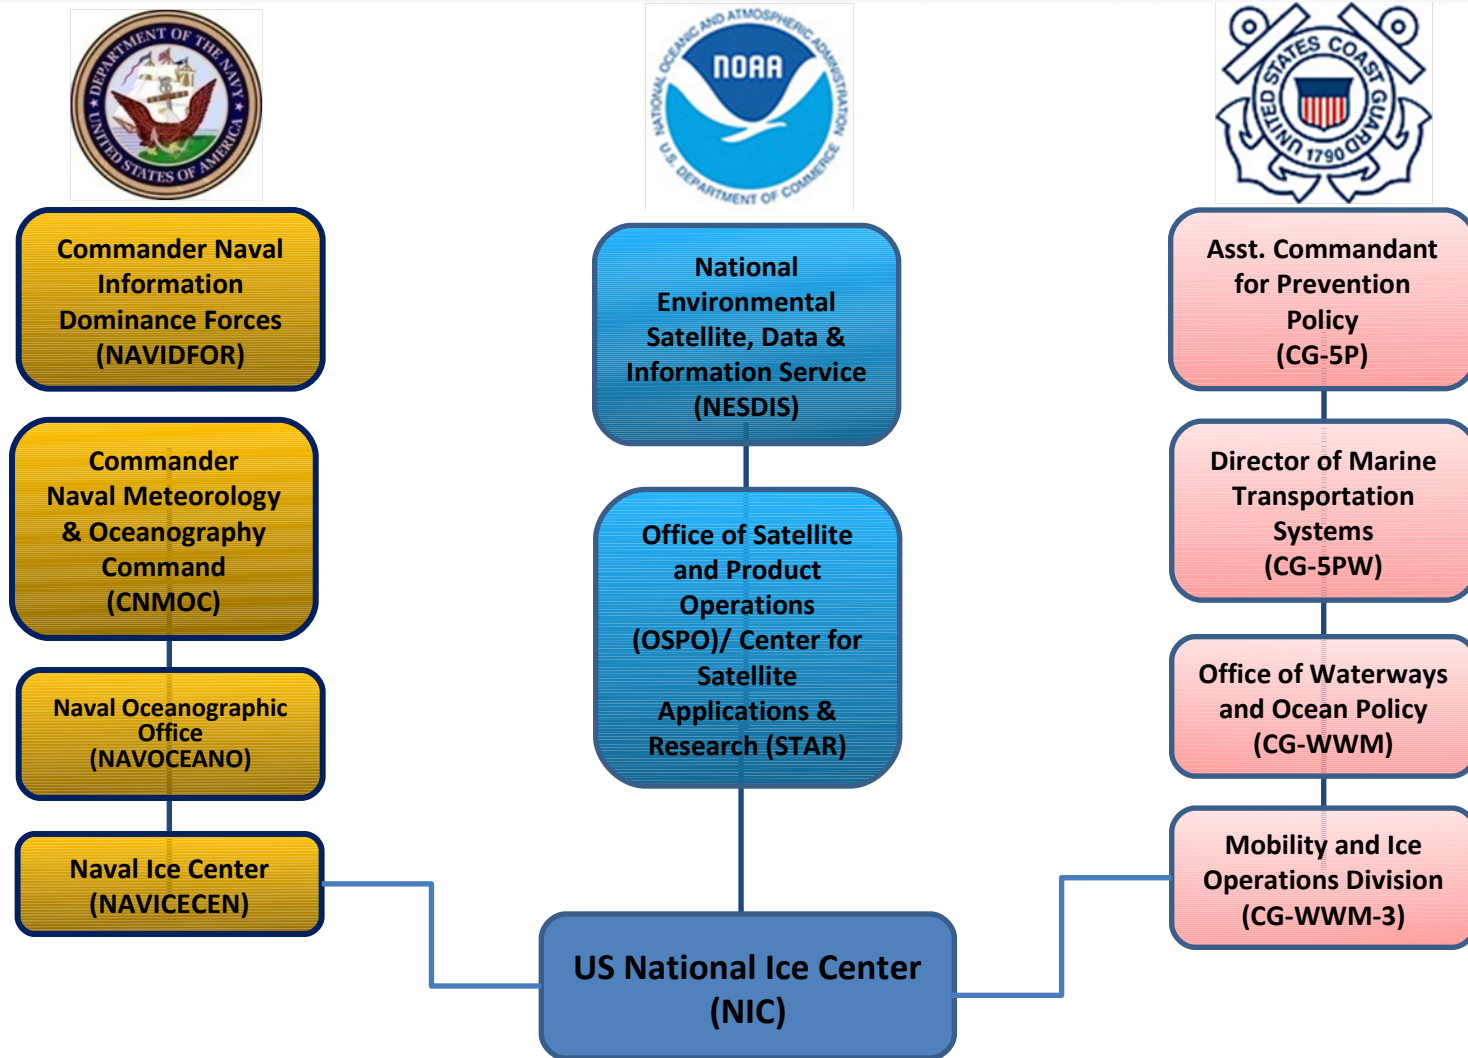 DEPARTMENT OF THE NAVY
UNITED STATES OF AMERICA
NATIONAL OCEANIC AND ATMOSPHERIC ADMINISTRATION
NOAA
U.S. DEPARTMENT OF COMMERCE
UNITED STATES COAST GUARD
1790
Commander Naval
Information
Dominance Forces
(NAVIDFOR)
Commander
Naval Meteorology
& Oceanography
Command
(CNMOC)
Naval Oceanographic
Office
(NAVOCEANO)
Naval Ice Center
(NAVICECEN)
National
Environmental
Satellite, Data &
Information Service
(NESDIS)
Office of Satellite
and Product
Operations
(OSPO)/ Center for
Satellite
Applications &
Research (STAR)
Asst. Commandant
for Prevention
Policy
(CG-5P)
Director of Marine
Transportation
Systems
(CG-5PW)
Office of Waterways
and Ocean Policy
(CG-WWM)
Mobility and Ice
Operations Division
(CG-WWM-3)
US National Ice Center
(NIC)